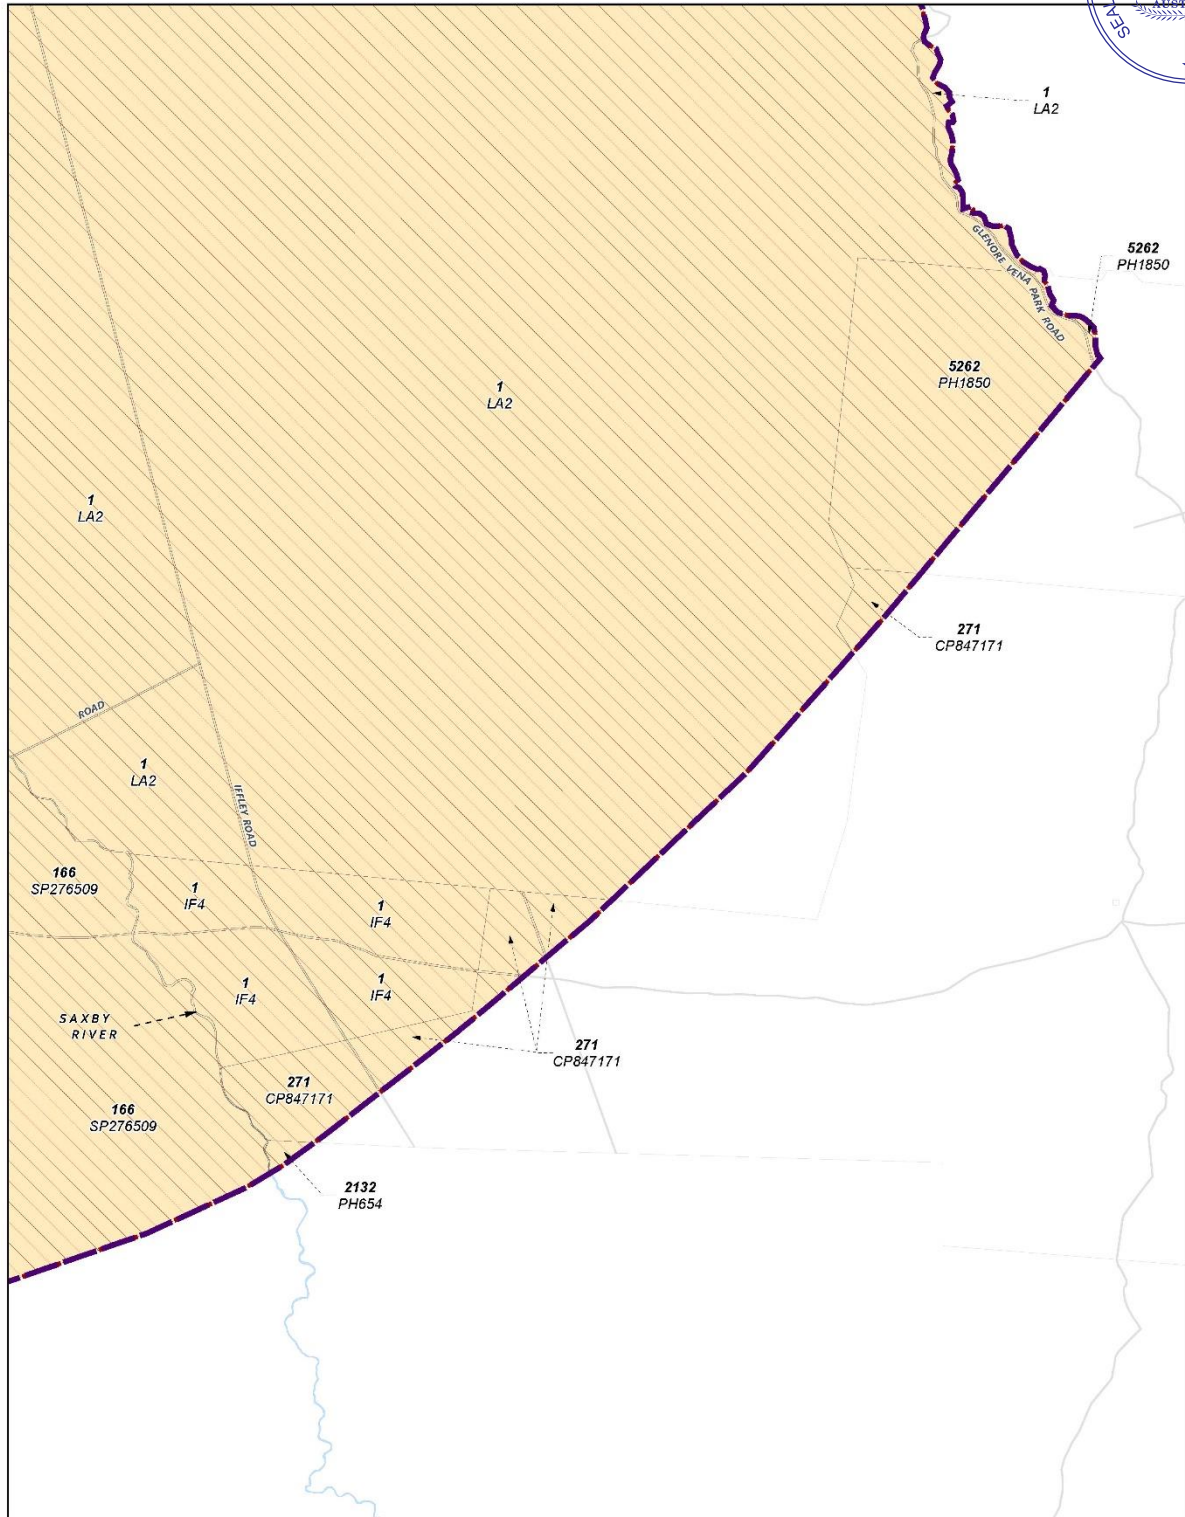 AUST
SEAL
1
LA2
GLENORE VENA PARK ROAD
5262
PH1850
5262
PH1850
1
LA2
1
LA2
271
CP847171
ROAD
1
LA2
IFFLEY ROAD
166
SP276509
1
IF4
1
IF4
1
IF4
1
IF4
SAXBY
RIVER
271
CP847171
271
CP847171
166
SP276509
2132
PH654